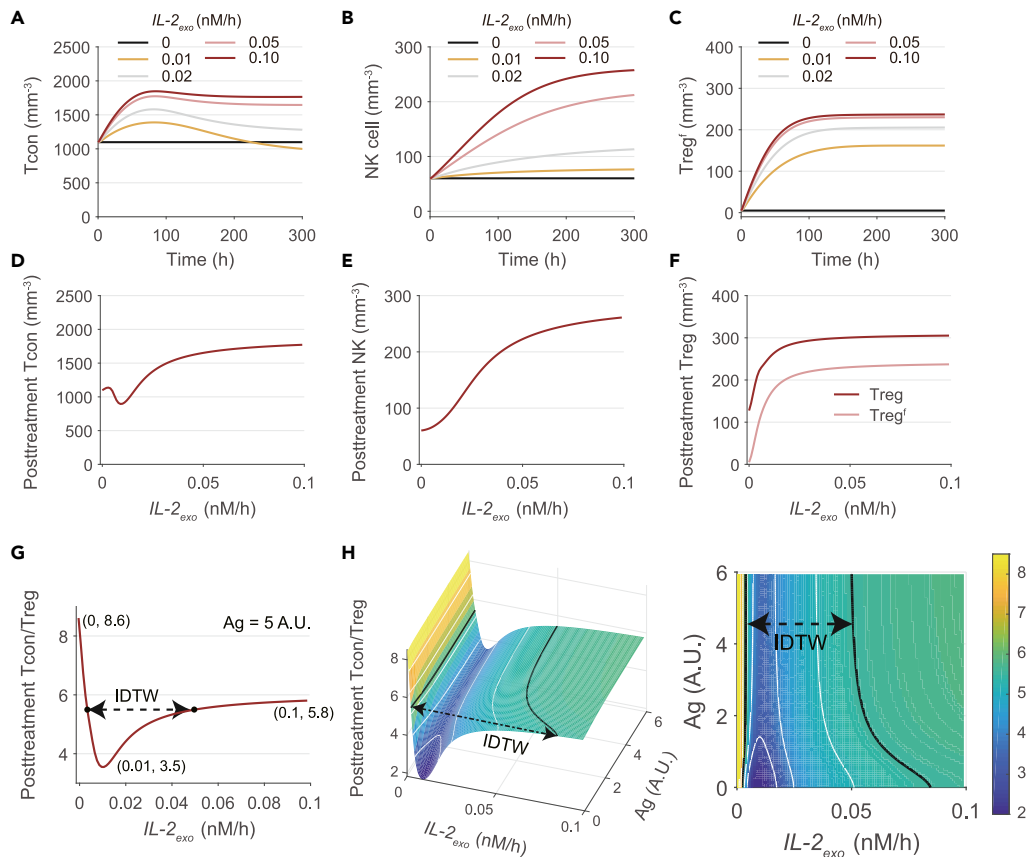 A
IL-2exo (nM/h)
0
0.05
0.01
0.10
0.02
Tcon (mm-3)
2500
2000
1500
1000
500
0
0
100
200
300
Time (h)
B
IL-2exo (nM/h)
0
0.05
0.01
0.10
0.02
NK cell (mm-3)
300
200
100
0
0
100
200
300
Time (h)
C
IL-2exo (nM/h)
0
0.05
0.01
0.10
0.02
Tregf (mm-3)
400
300
200
100
0
0
100
200
300
Time (h)
D
Posttreatment Tcon (mm-3)
2500
2000
1500
1000
500
0
0
0.05
0.1
IL-2exo (nM/h)
E
Posttreatment NK (mm-3)
300
200
100
0
0
0.05
0.1
IL-2exo (nM/h)
F
Posttreatment Treg (mm-3)
400
300
200
100
0
Treg
Tregf
0
0.05
0.1
IL-2exo (nM/h)
G
Posttreatment Tcon/Treg
8
6
4
(0, 8.6)
Ag = 5 A.U.
IDTW
(0.1, 5.8)
(0.01, 3.5)
0
0.02
0.04
0.06
0.08
0.1
IL-2exo (nM/h)
H
Posttreatment Tcon/Treg
8
6
4
2
IDTW
0
0.05
0.1
IL-2exo (nM/h)
0
2
4
6
Ag (A.U.)
Ag (A.U.)
6
4
2
0
IDTW
0
0.05
0.1
IL-2exo (nM/h)
8
7
6
5
4
3
2